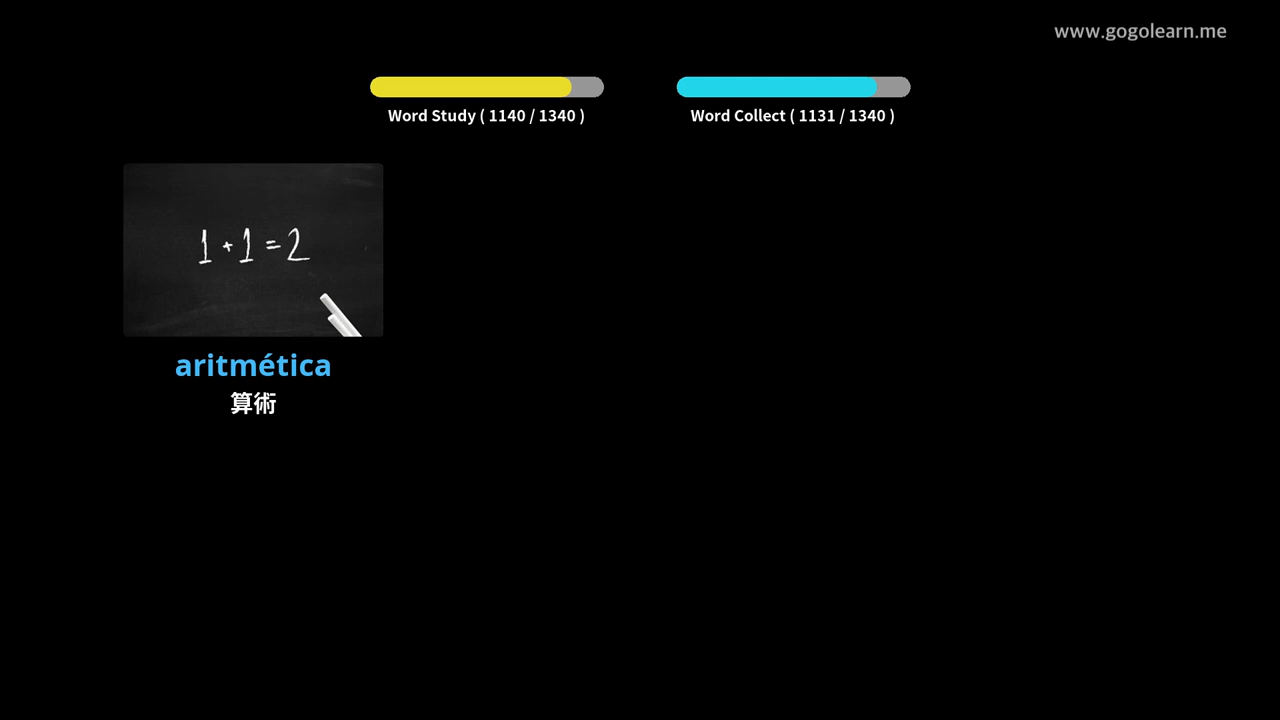 www.gogolearn.me
Word Study ( 1140 / 1340 )
Word Collect ( 1131 / 1340 )
1 + 1 = 2
aritmética
算術